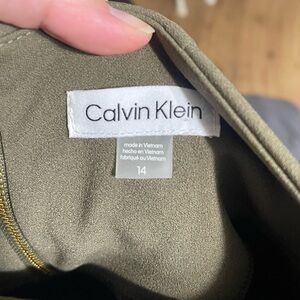 Calvin Klein
made in Vietnam
hecho en Vietnam
fabriqué au Vietnam
14